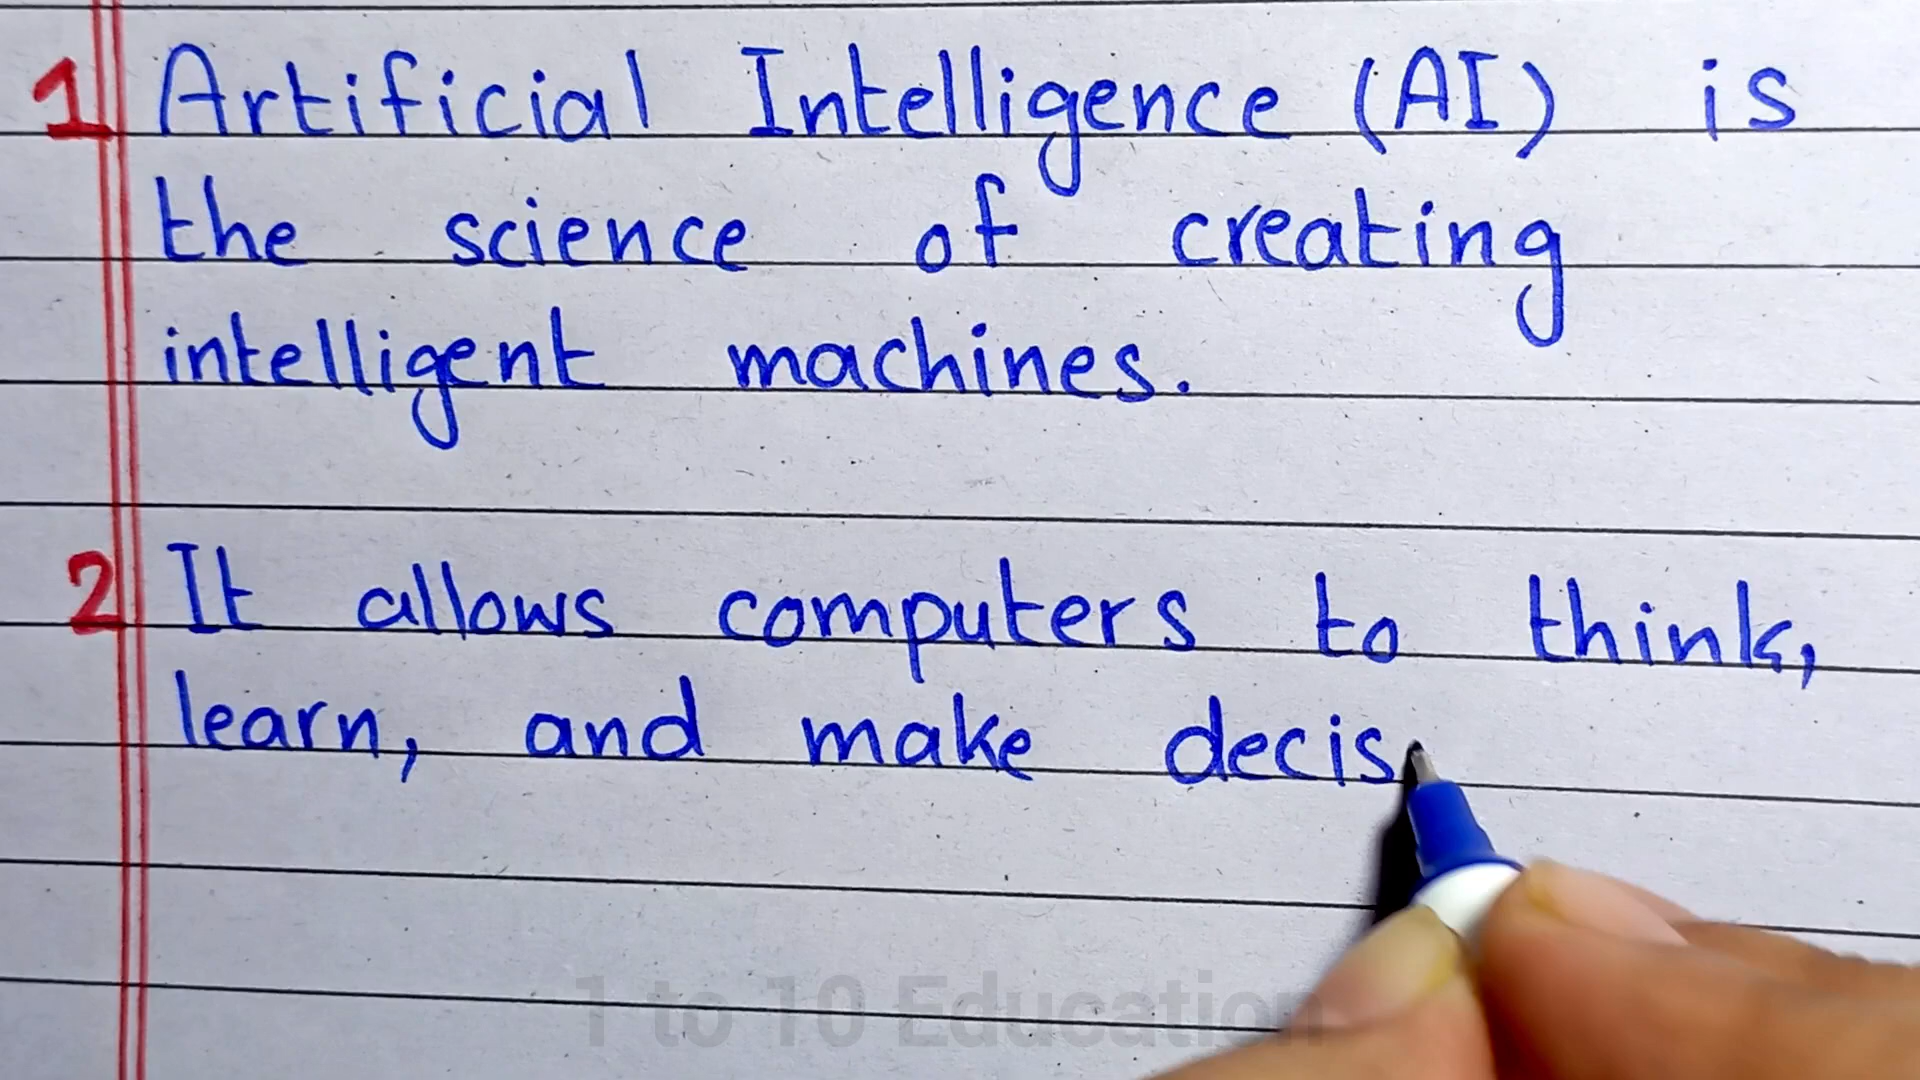 1 Artificial Intelligence (AI) is
the science of creating
intelligent machines.
2 It allows computers to think,
learn, and make decis
1 to 10 Education